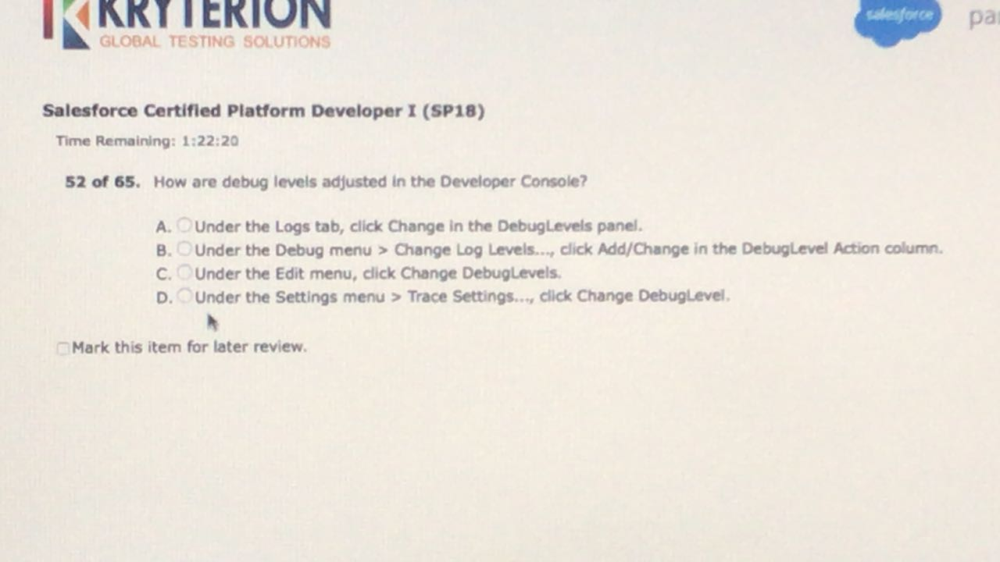 KRYTERION
GLOBAL TESTING SOLUTIONS
salesforce
Salesforce Certified Platform Developer I (SP18)
Time Remaining: 1:22:20
52 of 65. How are debug levels adjusted in the Developer Console?
A. Under the Logs tab, click Change in the DebugLevels panel.
B. Under the Debug menu > Change Log Levels..., click Add/Change in the DebugLevel Action column.
C. Under the Edit menu, click Change DebugLevels.
D. Under the Settings menu > Trace Settings..., click Change DebugLevel.
Mark this item for later review.